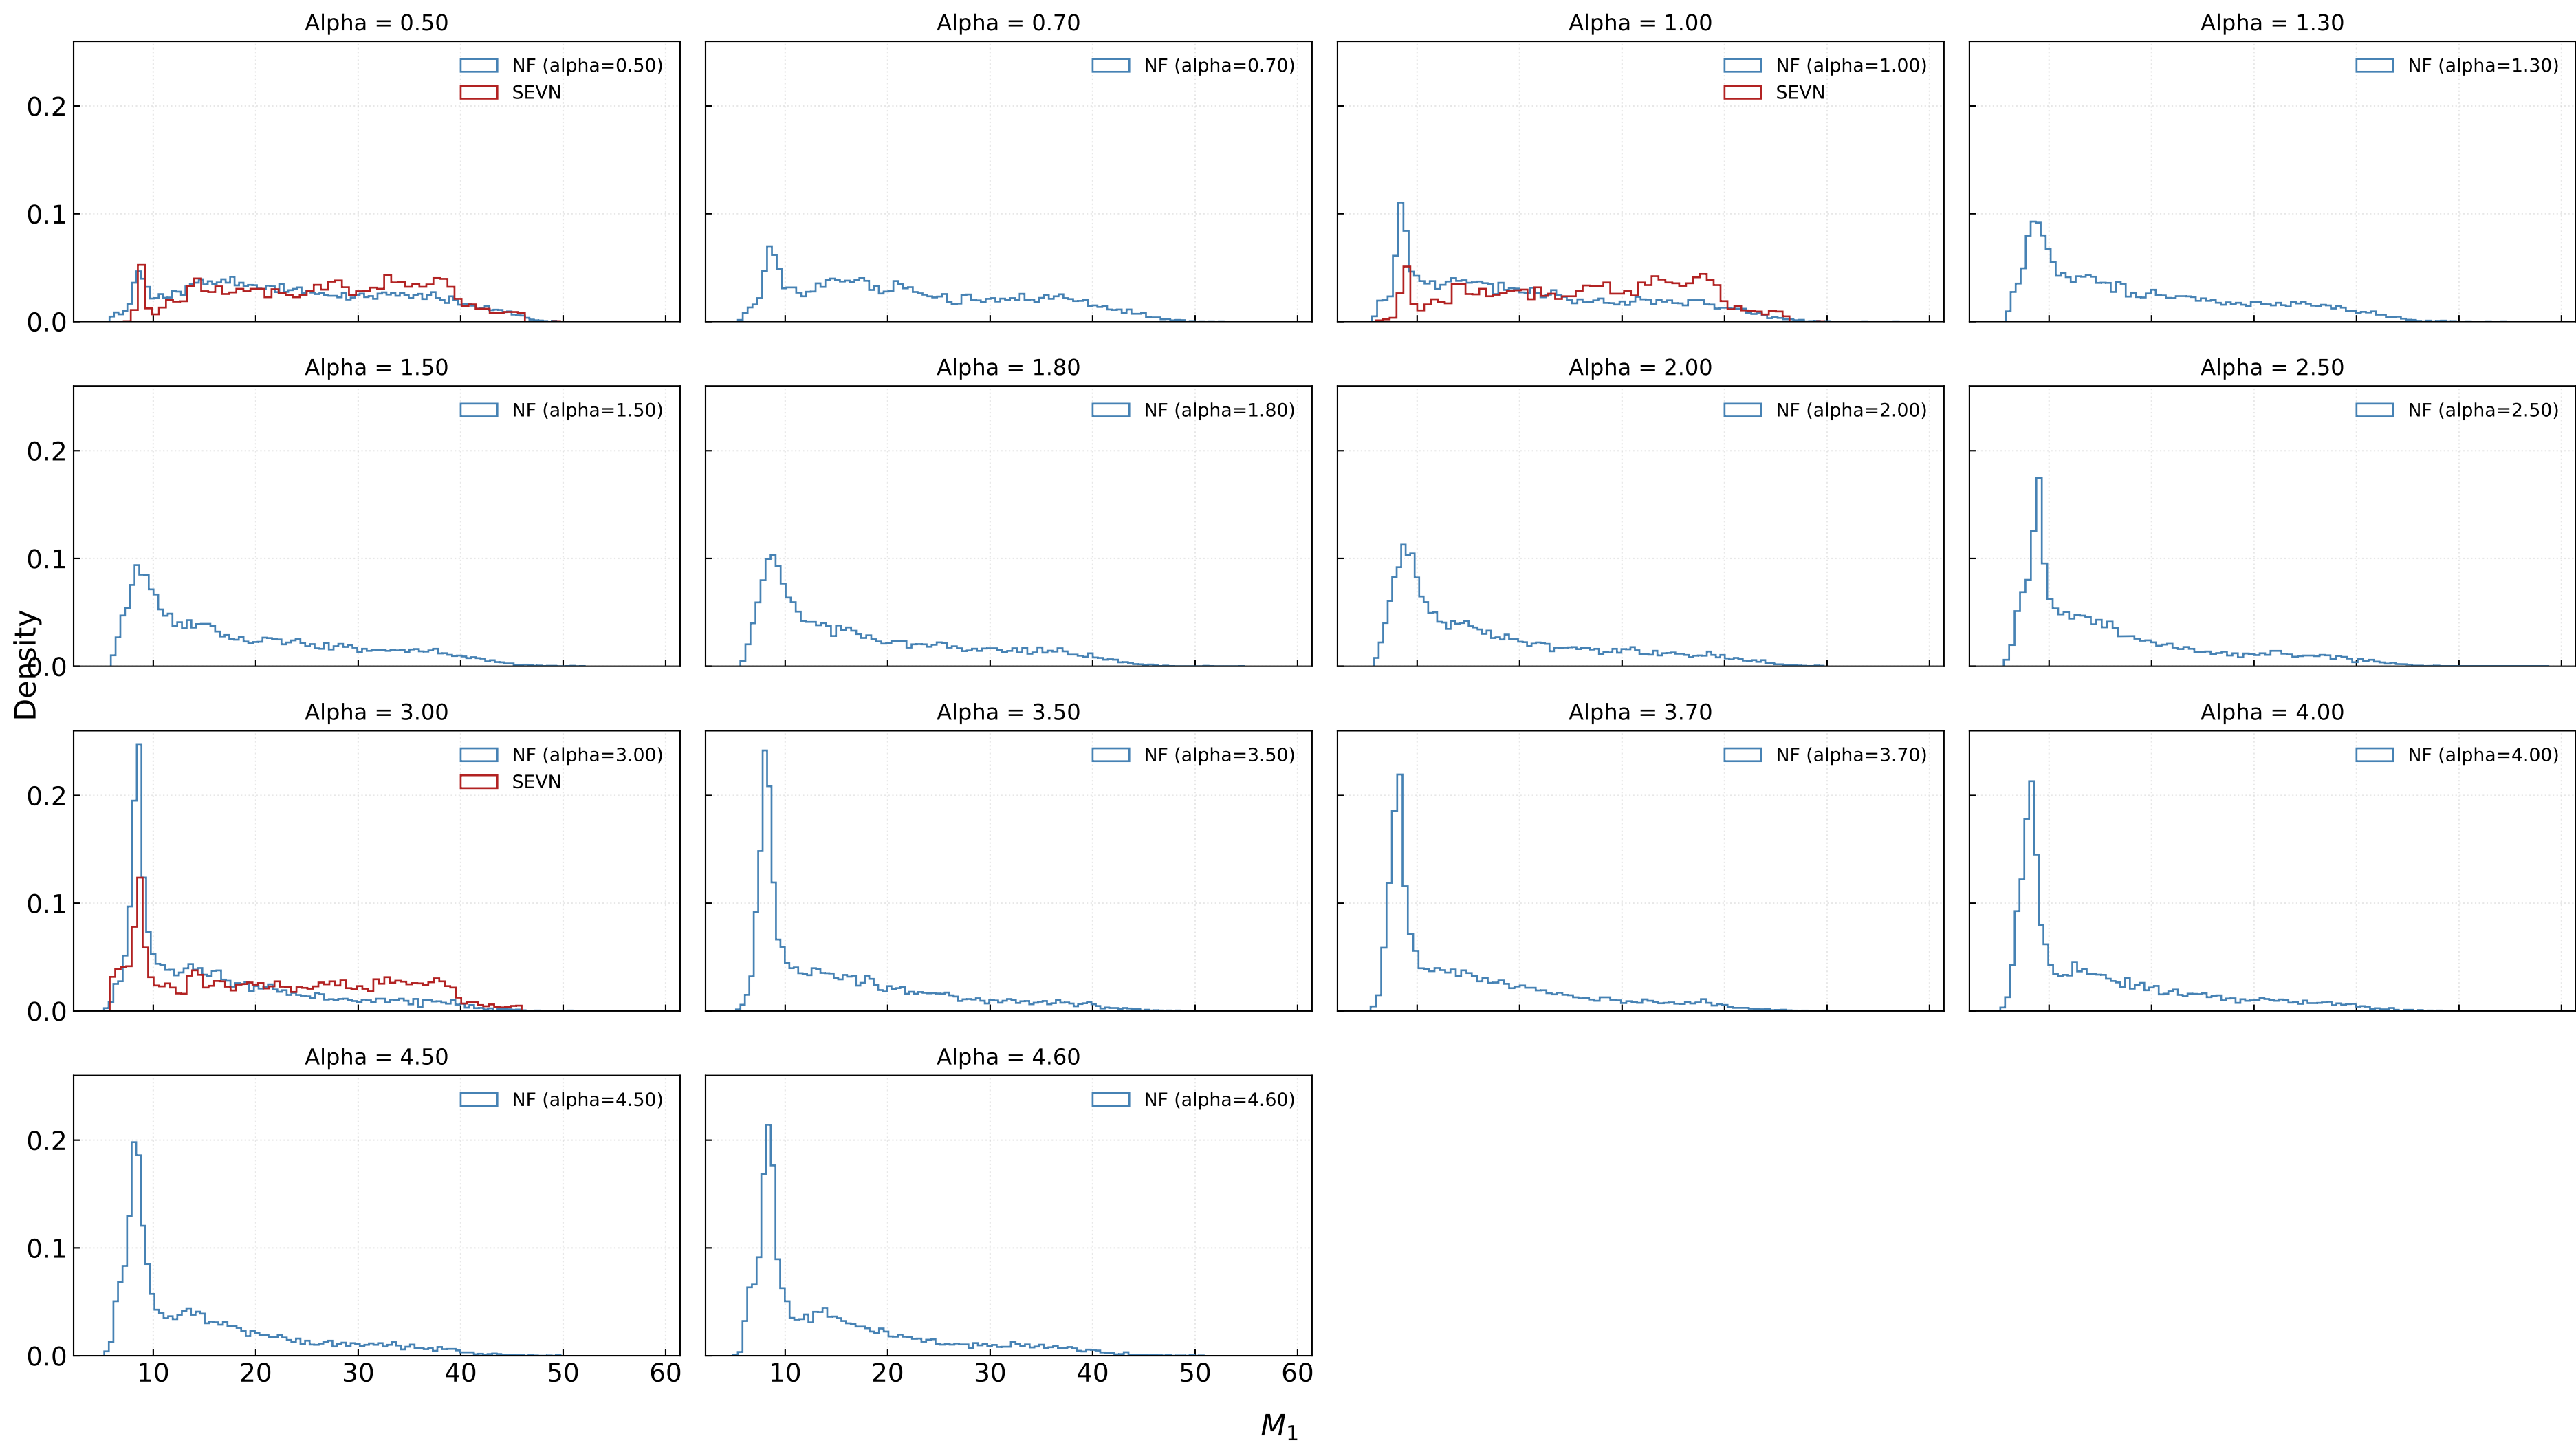 Alpha = 0.50
NF (alpha=0.50)
SEVN
0.2
0.1
0.0
Alpha = 0.70
NF (alpha=0.70)
Alpha = 1.00
NF (alpha=1.00)
SEVN
Alpha = 1.30
NF (alpha=1.30)
Alpha = 1.50
NF (alpha=1.50)
0.2
0.1
0.0
Alpha = 1.80
NF (alpha=1.80)
Alpha = 2.00
NF (alpha=2.00)
Alpha = 2.50
NF (alpha=2.50)
Density
Alpha = 3.00
NF (alpha=3.00)
SEVN
0.2
0.1
0.0
Alpha = 3.50
NF (alpha=3.50)
Alpha = 3.70
NF (alpha=3.70)
Alpha = 4.00
NF (alpha=4.00)
Alpha = 4.50
NF (alpha=4.50)
0.2
0.1
0.0
10 20 30 40 50 60
Alpha = 4.60
NF (alpha=4.60)
10 20 30 40 50 60
M₁